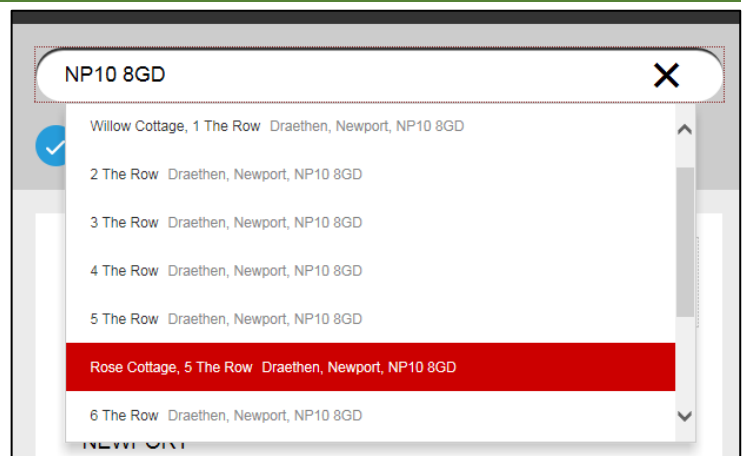 NP10 8GD
Willow Cottage, 1 The Row Draethen, Newport, NP10 8GD
2 The Row Draethen, Newport, NP10 8GD
3 The Row Draethen, Newport, NP10 8GD
4 The Row Draethen, Newport, NP10 8GD
5 The Row Draethen, Newport, NP10 8GD
Rose Cottage, 5 The Row Draethen, Newport, NP10 8GD
6 The Row Draethen, Newport, NP10 8GD
NEWPORT